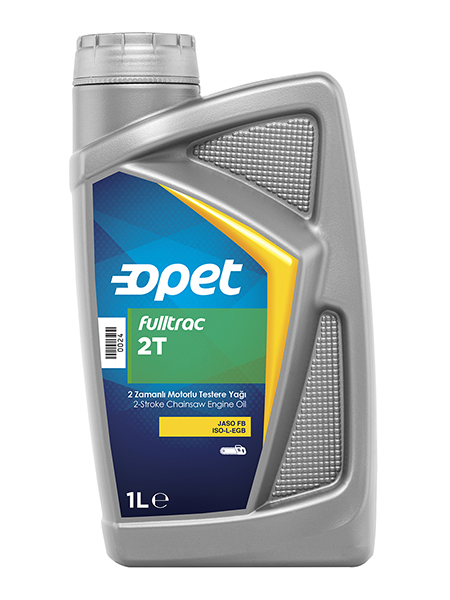 opet
Fulltrac
2T
0024
2 Zamanlı Motorlu Testere Yağı
2-Stroke Chainsaw Engine Oil
JASO FB
ISO-L-EGB
1L ℮